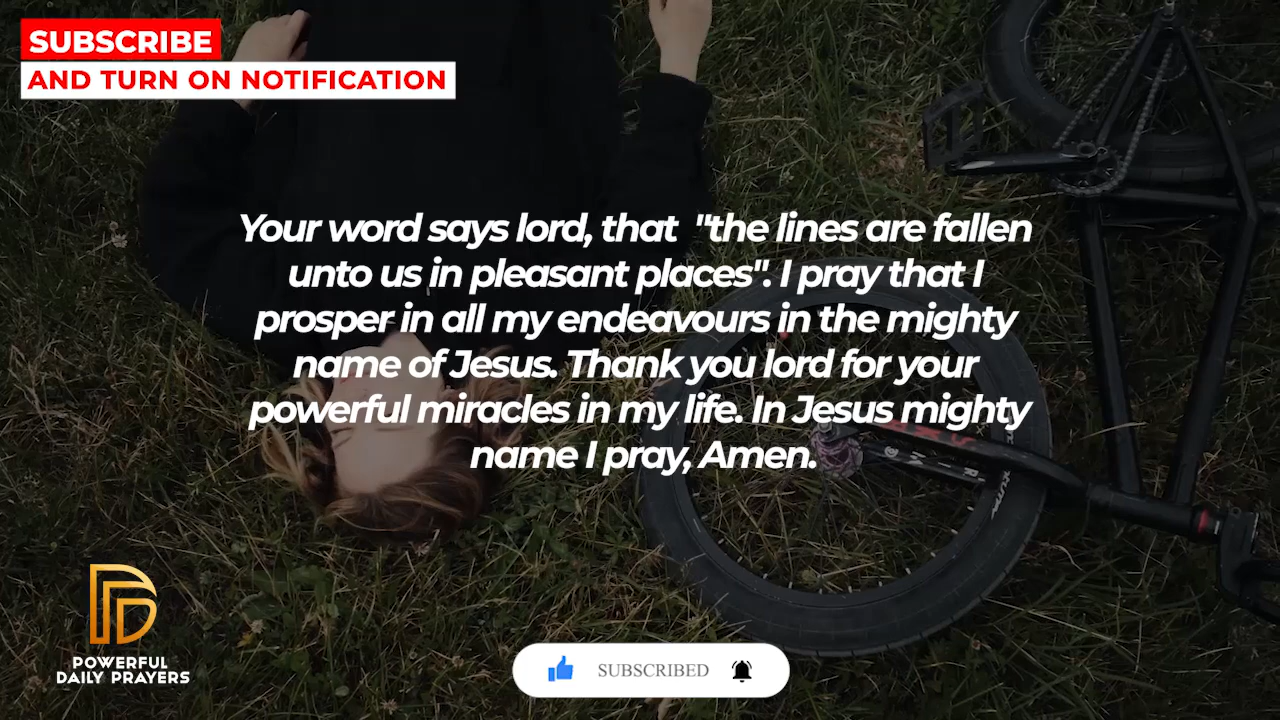 SUBSCRIBE
AND TURN ON NOTIFICATION
Your word says lord, that "the lines are fallen
unto us in pleasant places". I pray that I
prosper in all my endeavours in the mighty
name of Jesus. Thank you lord for your
powerful miracles in my life. In Jesus mighty
name I pray, Amen.
POWERFUL
DAILY PRAYERS
SUBSCRIBED